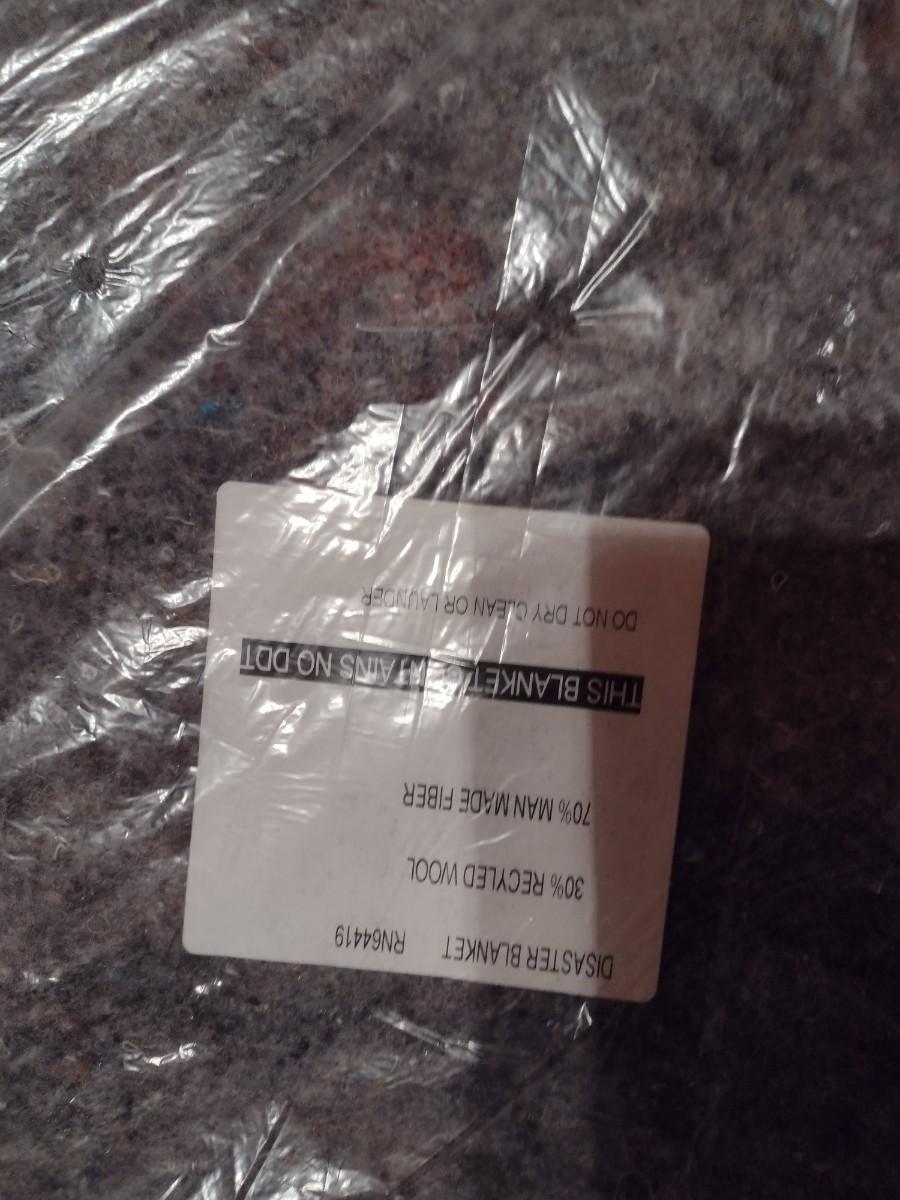 DISASTER BLANKET RN64419
30% RECYLED WOOL
70% MAN MADE FIBER
THIS BLANKET CONTAINS NO DDT
DO NOT DRY CLEAN OR LAUNDER